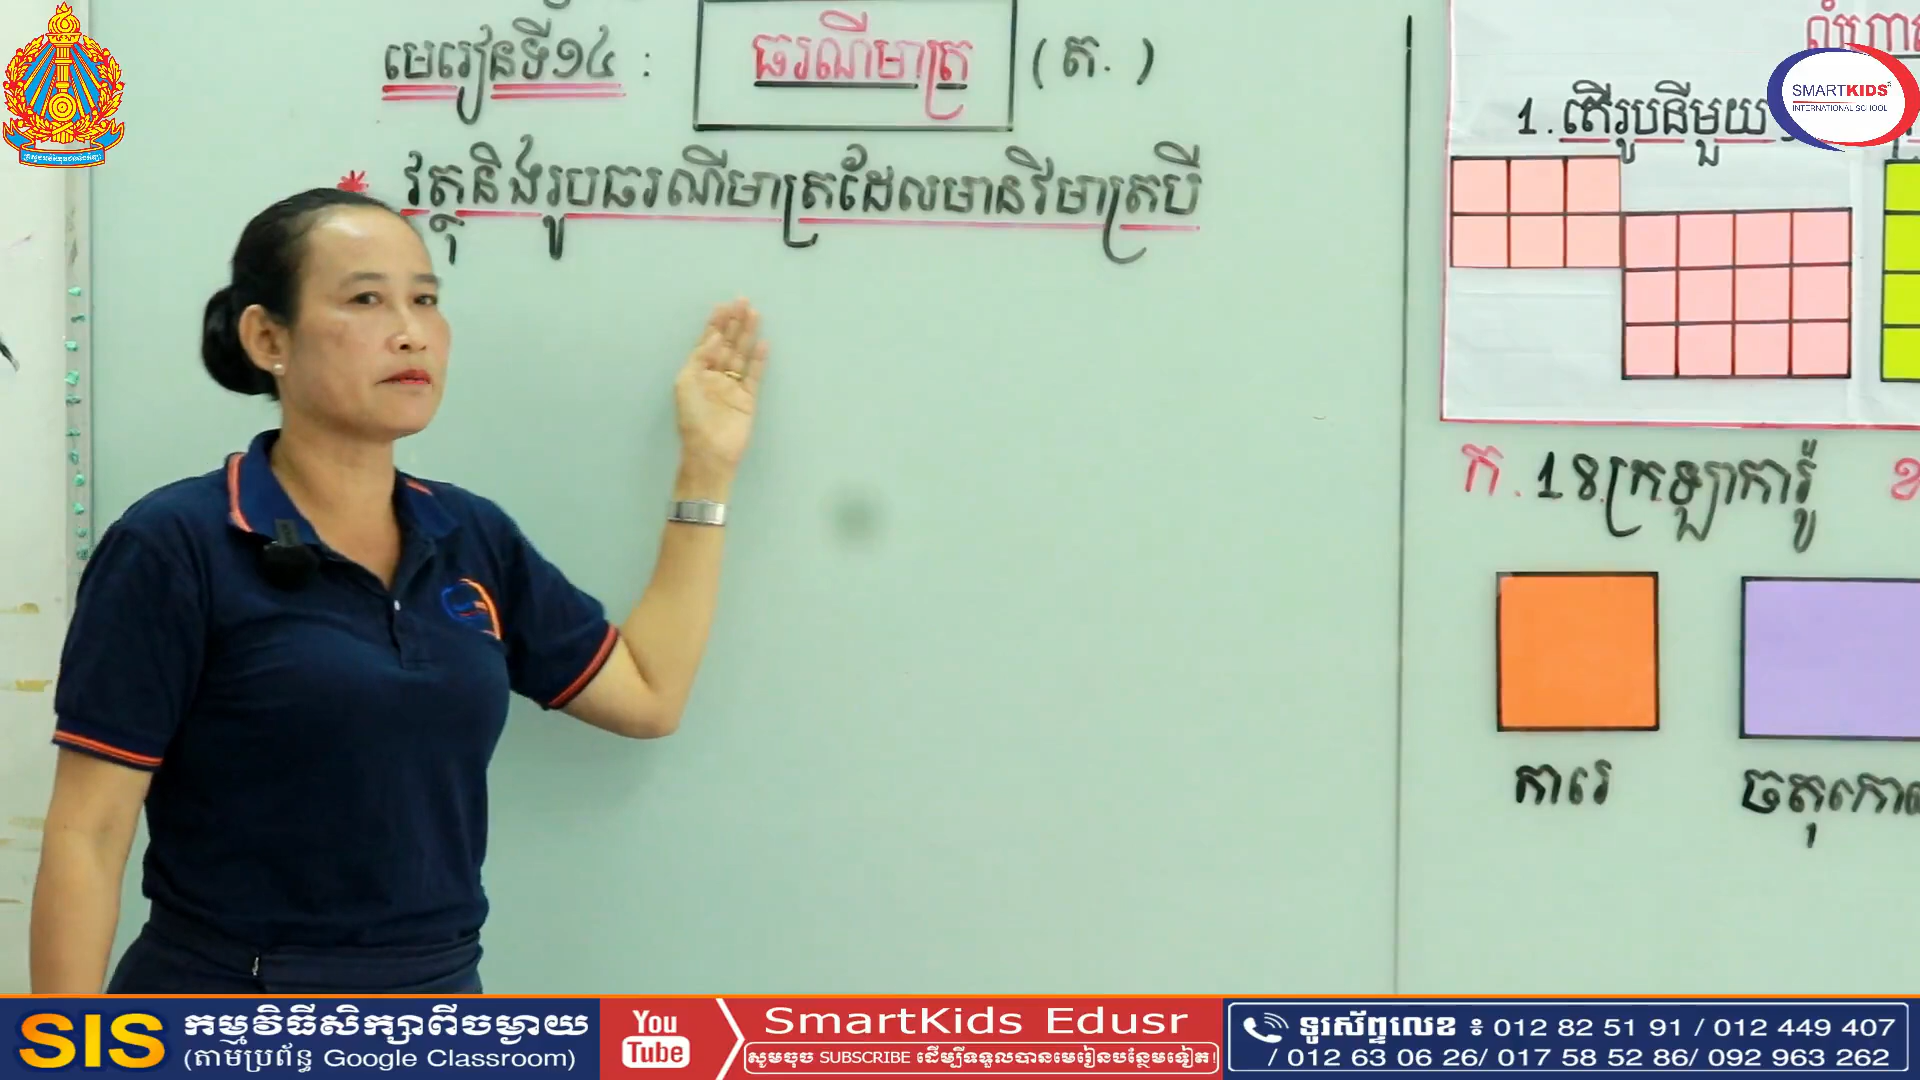 មេរៀនទី១៤ : ធរណីមាត្រ ( ត. )
* វត្ថុនិងរូបធរណីមាត្រដែលមានវិមាត្របី
លំហាត់
1. តើរូបនីមួយ
ក. 18ក្រឡាការ៉ូ ខ
ការេ
ចតុកោ
SMARTKIDS
INTERNATIONAL SCHOOL
SIS
កម្មវិធីសិក្សាពីចម្ងាយ
(តាមប្រព័ន្ធ Google Classroom)
You Tube
SmartKids Edusr
សូមចុច SUBSCRIBE ដើម្បីទទួលបានមេរៀនបន្ថែមទៀត!
ទូរស័ព្ទលេខ ៖ 012 82 51 91 / 012 449 407
/ 012 63 06 26/ 017 58 52 86/ 092 963 262